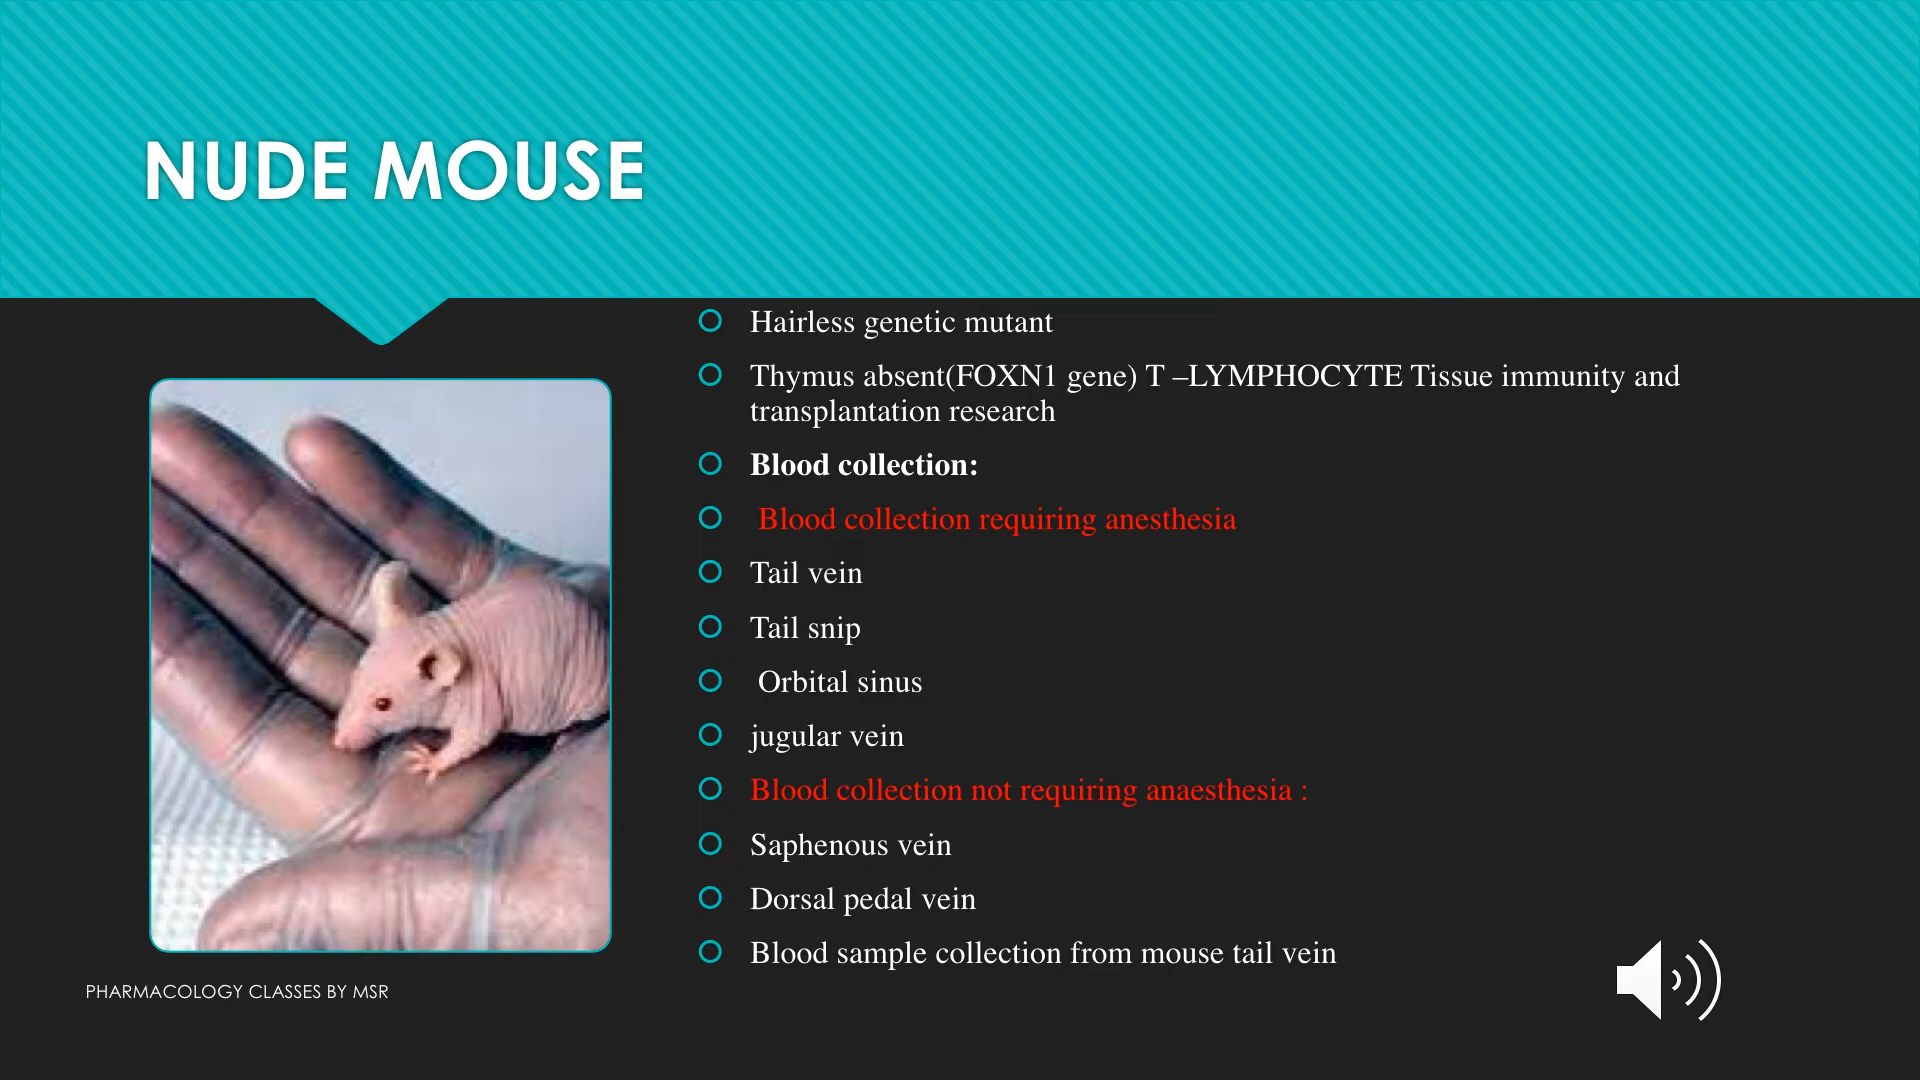 NUDE MOUSE
Hairless genetic mutant
Thymus absent(FOXN1 gene) T –LYMPHOCYTE Tissue immunity and
transplantation research
Blood collection:
Blood collection requiring anesthesia
Tail vein
Tail snip
Orbital sinus
jugular vein
Blood collection not requiring anaesthesia :
Saphenous vein
Dorsal pedal vein
Blood sample collection from mouse tail vein
PHARMACOLOGY CLASSES BY MSR